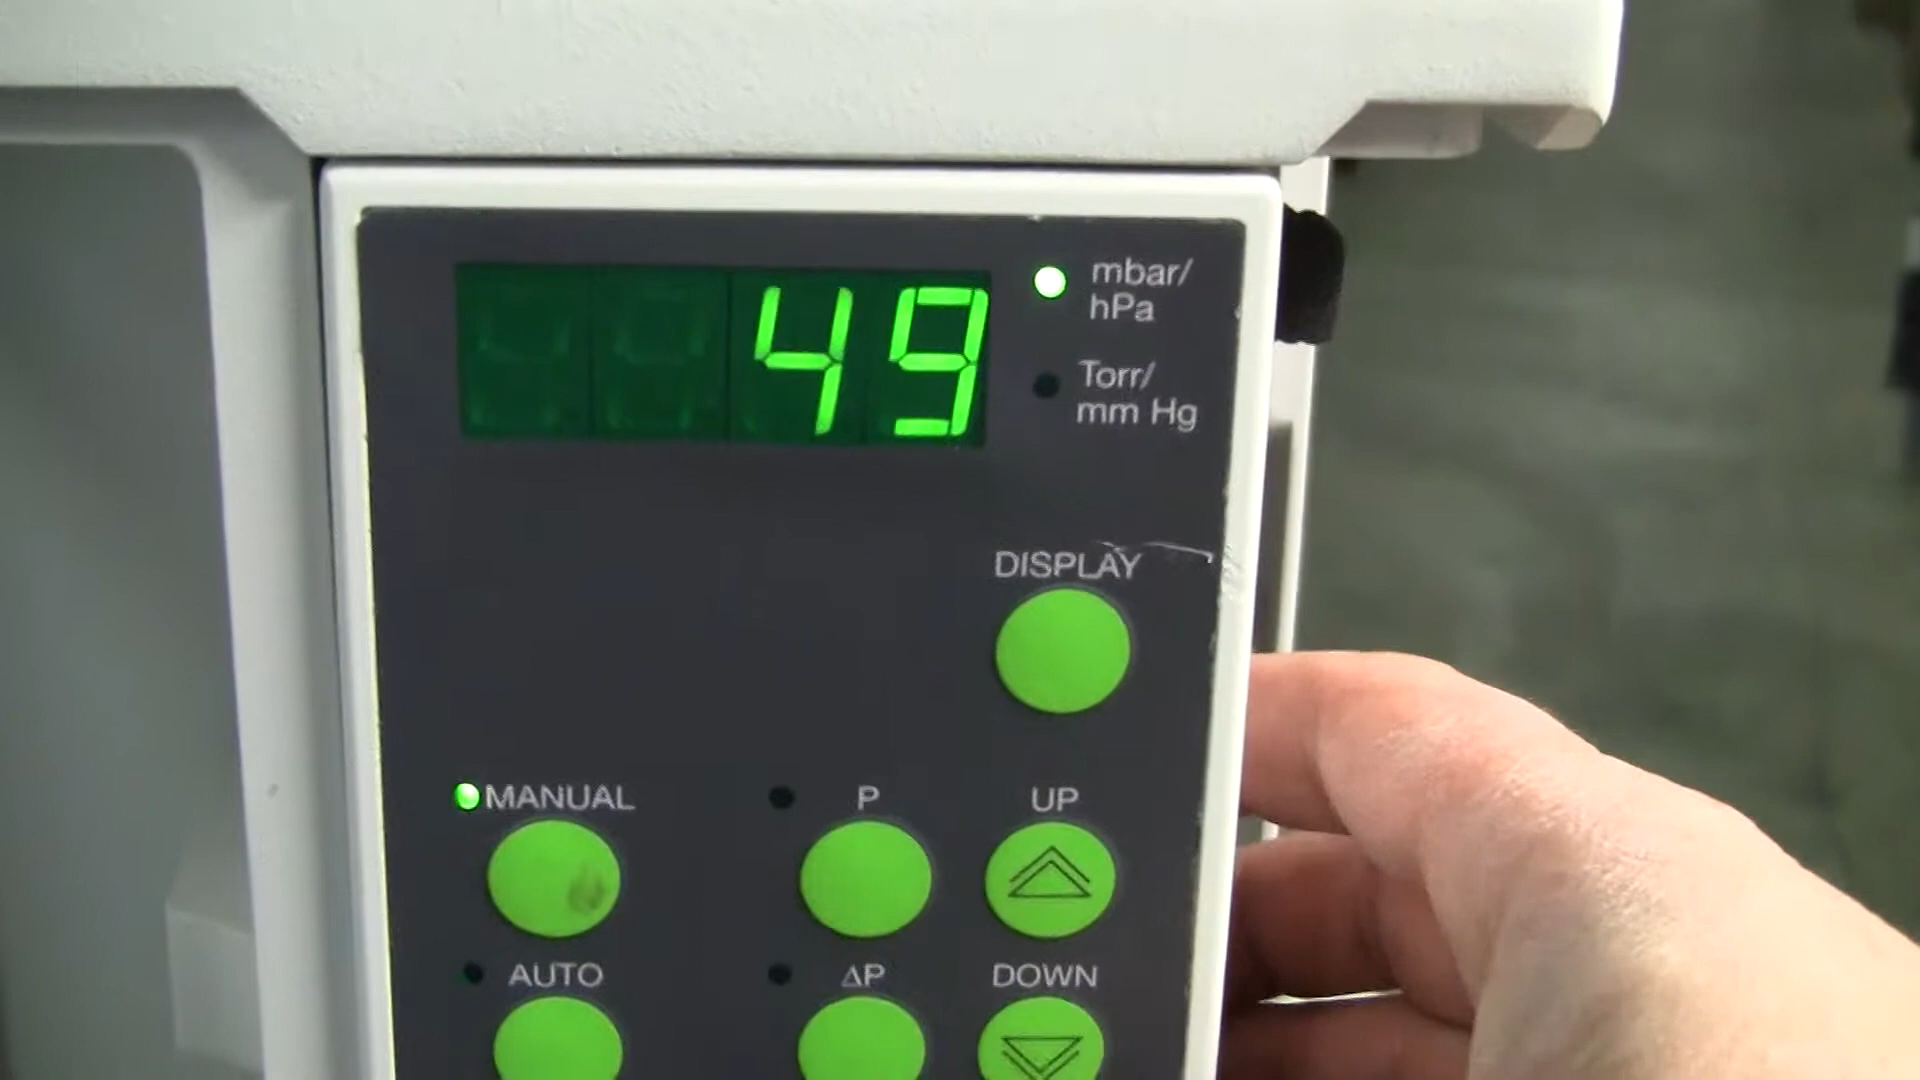 49
mbar/
hPa
Torr/
mm Hg
DISPLAY
MANUAL
P
UP
AUTO
ΔP
DOWN